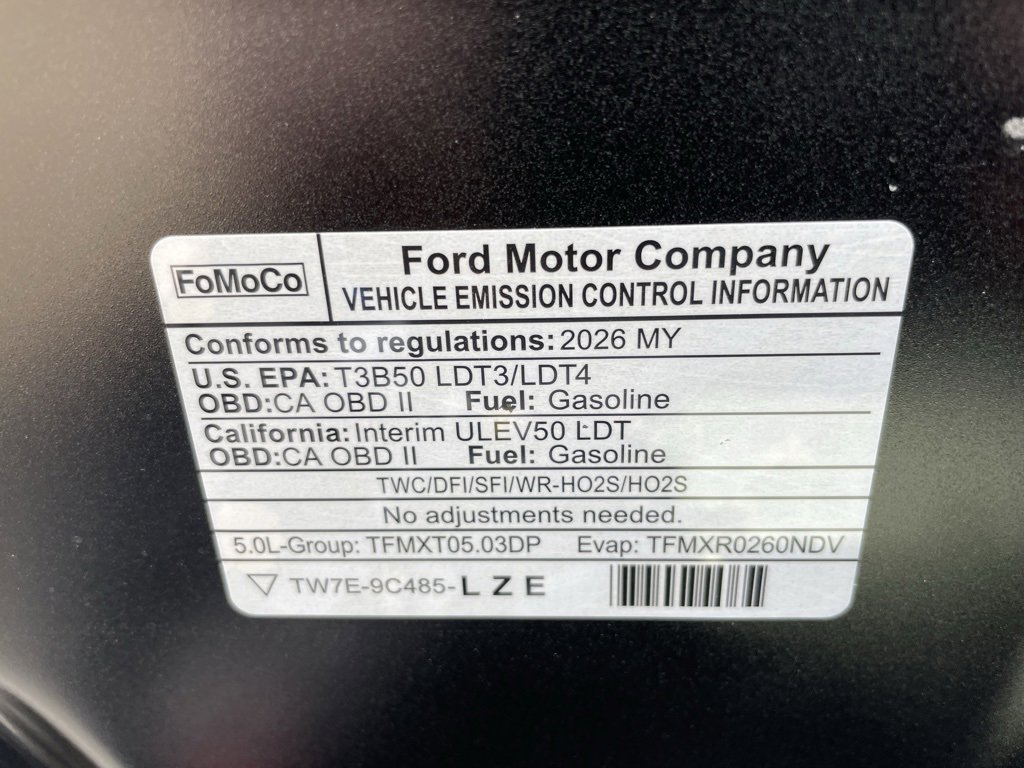 FoMoCo
Ford Motor Company
VEHICLE EMISSION CONTROL INFORMATION
Conforms to regulations: 2026 MY
U.S. EPA: T3B50 LDT3/LDT4
OBD:CA OBD II Fuel: Gasoline
California: Interim ULEV50 LDT
OBD:CA OBD II Fuel: Gasoline
TWC/DFI/SFI/WR-HO2S/HO2S
No adjustments needed.
5.0L-Group: TFMXT05.03DP Evap: TFMXR0260NDV
TW7E-9C485-L Z E